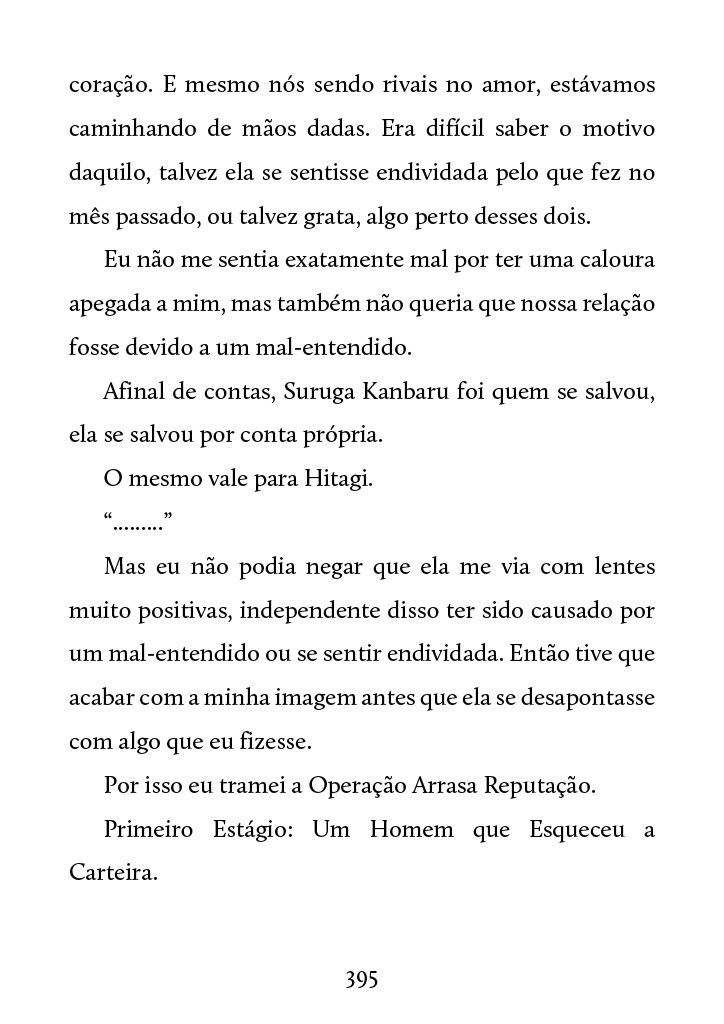 coração. E mesmo nós sendo rivais no amor, estávamos
caminhando de mãos dadas. Era difícil saber o motivo
daquilo, talvez ela se sentisse endividada pelo que fez no
mês passado, ou talvez grata, algo perto desses dois.
Eu não me sentia exatamente mal por ter uma caloura
apegada a mim, mas também não queria que nossa relação
fosse devido a um mal-entendido.
Afinal de contas, Suruga Kanbaru foi quem se salvou,
ela se salvou por conta própria.
O mesmo vale para Hitagi.
“.........”
Mas eu não podia negar que ela me via com lentes
muito positivas, independente disso ter sido causado por
um mal-entendido ou se sentir endividada. Então tive que
acabar com a minha imagem antes que ela se desapontasse
com algo que eu fizesse.
Por isso eu tramei a Operação Arrasa Reputação.
Primeiro Estágio: Um Homem que Esqueceu a
Carteira.
395